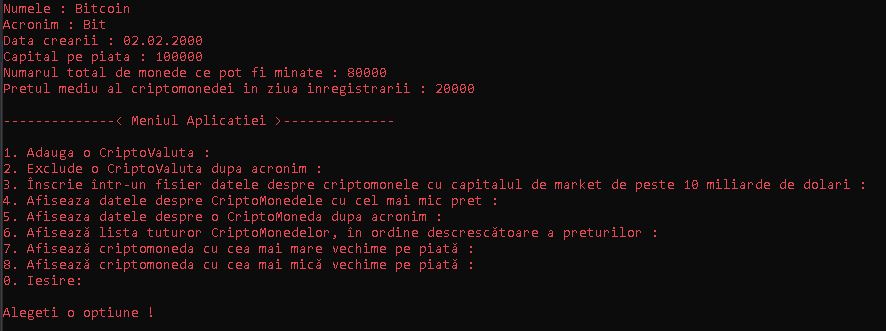 Numele : Bitcoin
Acronim : Bit
Data crearii : 02.02.2000
Capital pe piata : 100000
Numarul total de monede ce pot fi minate : 80000
Pretul mediu al criptomonedei in ziua inregistrarii : 20000
--------------< Meniul Aplicatiei >--------------
1. Adauga o CriptoValuta :
2. Exclude o CriptoValuta dupa acronim :
3. Înscrie într-un fisier datele despre criptomonele cu capitalul de market de peste 10 miliarde de dolari :
4. Afiseaza datele despre CriptoMonedele cu cel mai mic pret :
5. Afiseaza datele despre o CriptoMoneda dupa acronim :
6. Afisează lista tuturor CriptoMonedelor, în ordine descrescătoare a preturilor :
7. Afisează criptomoneda cu cea mai mare vechime pe piată :
8. Afisează criptomoneda cu cea mai mică vechime pe piată :
0. Iesire:
Alegeti o optiune !